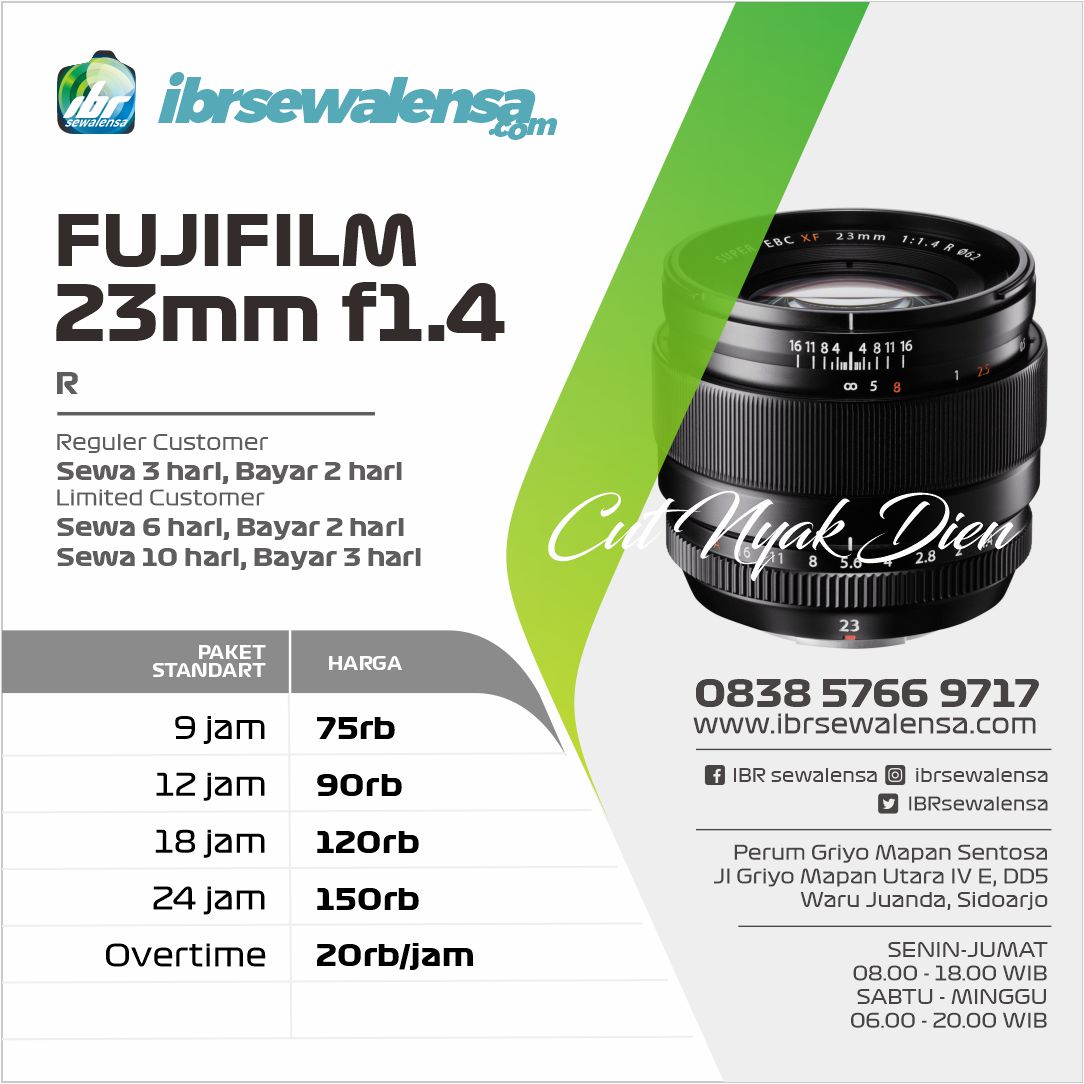 ibr
sewalensa
ibrsewalensa
.com
FUJIFILM
23mm f1.4
R
Reguler Customer
Sewa 3 hari, Bayar 2 hari
Limited Customer
Sewa 6 hari, Bayar 2 hari
Sewa 10 hari, Bayar 3 hari
PAKET
STANDART
HARGA
9 jam 75rb
12 jam 90rb
18 jam 120rb
24 jam 150rb
Overtime 20rb/jam
SUPER EBC XF 23mm 1:1.4 R Ø62
16 11 8 4 4 8 11 16
∞ 5 8 1 2.5
Cut Nyak Dien
11 8 5.6 4 2.8
23
0838 5766 9717
www.ibrsewalensa.com
IBR sewalensa ibrsewalensa
IBRsewalensa
Perum Griyo Mapan Sentosa
Jl Griyo Mapan Utara IV E, DD5
Waru Juanda, Sidoarjo
SENIN-JUMAT
08.00 - 18.00 WIB
SABTU - MINGGU
06.00 - 20.00 WIB